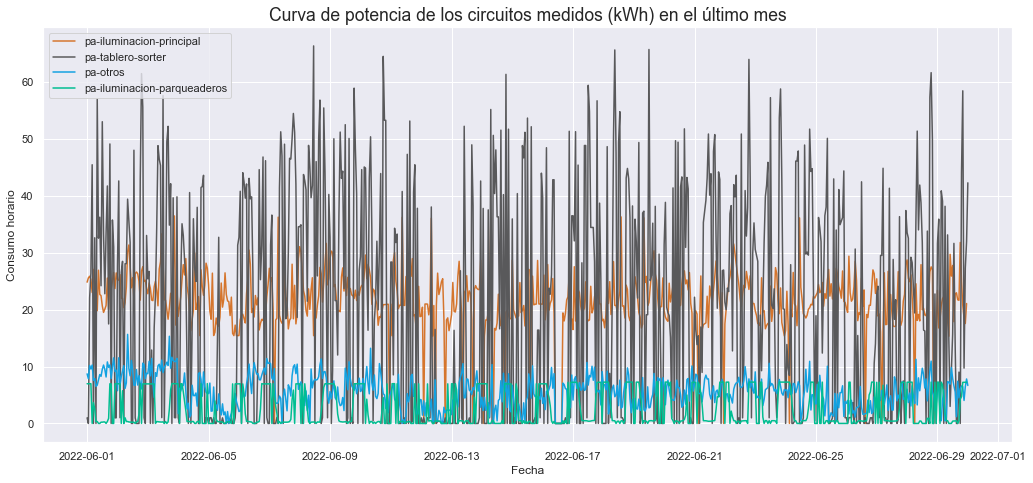 Curva de potencia de los circuitos medidos (kWh) en el último mes
pa-iluminacion-principal
pa-tablero-sorter
pa-otros
pa-iluminacion-parqueaderos
Consumo horario
60
50
40
30
20
10
0
2022-06-01
2022-06-05
2022-06-09
2022-06-13
2022-06-17
2022-06-21
2022-06-25
2022-06-29
2022-07-01
Fecha